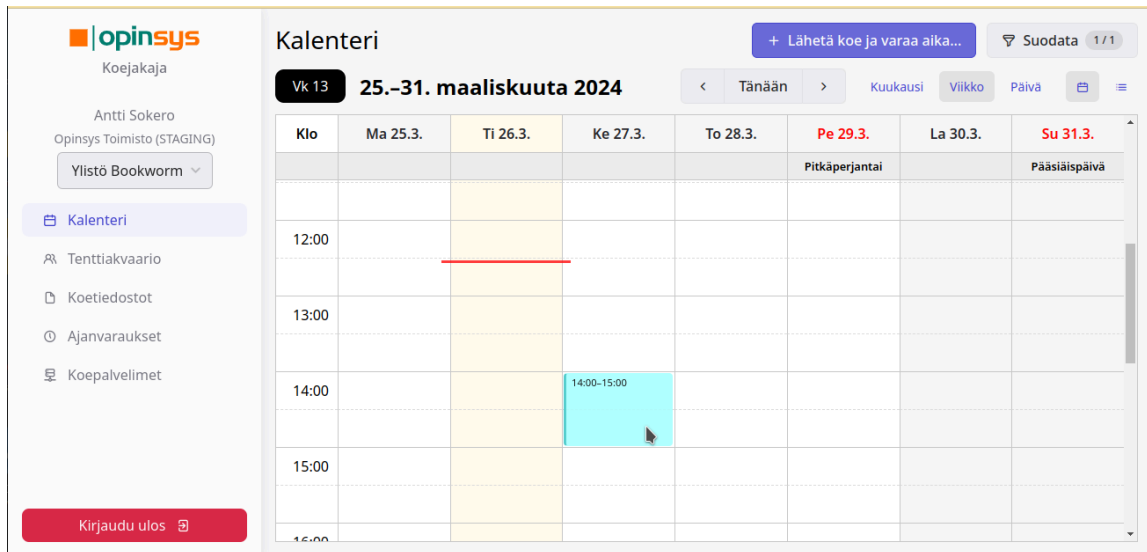 opinsys
Koejakaja
Antti Sokero
Opinsys Toimisto (STAGING)
Ylistö Bookworm
Kalenteri
Tenttiakvaario
Koetiedostot
Ajanvaraukset
Koepalvelimet
Kirjaudu ulos
Kalenteri
+ Lähetä koe ja varaa aika...
Suodata 1/1
Vk 13 25.–31. maaliskuuta 2024 < Tänään > Kuukausi Viikko Päivä
Klo Ma 25.3. Ti 26.3. Ke 27.3. To 28.3. Pe 29.3. La 30.3. Su 31.3.
Pitkäperjantai Pääsiäispäivä
12:00
13:00
14:00 14:00–15:00
15:00
16:00